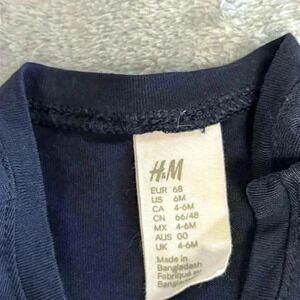 H&M
EUR 68
US 6M
CA 4-6M
CN 66/48
MX 4-6M
AUS 00
UK 4-6M
Made in
Bangladesh
Fabriqué au
Bangladesh